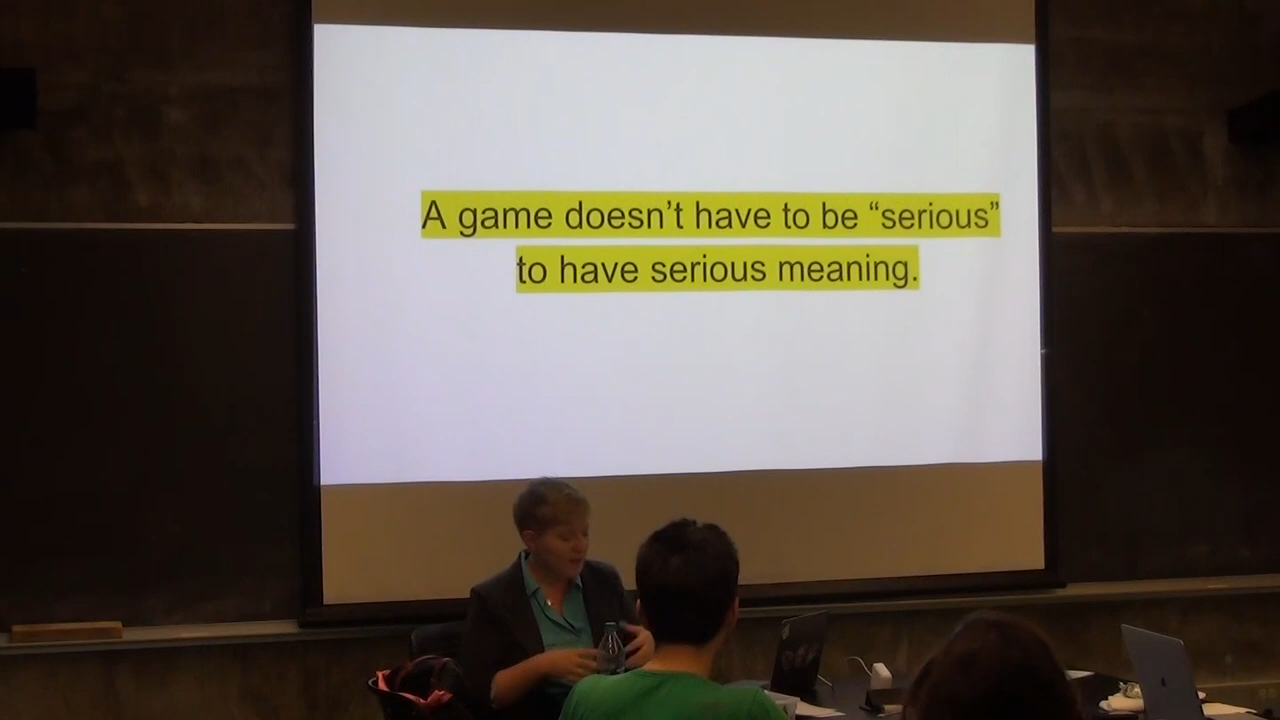 A game doesn’t have to be “serious”
to have serious meaning.